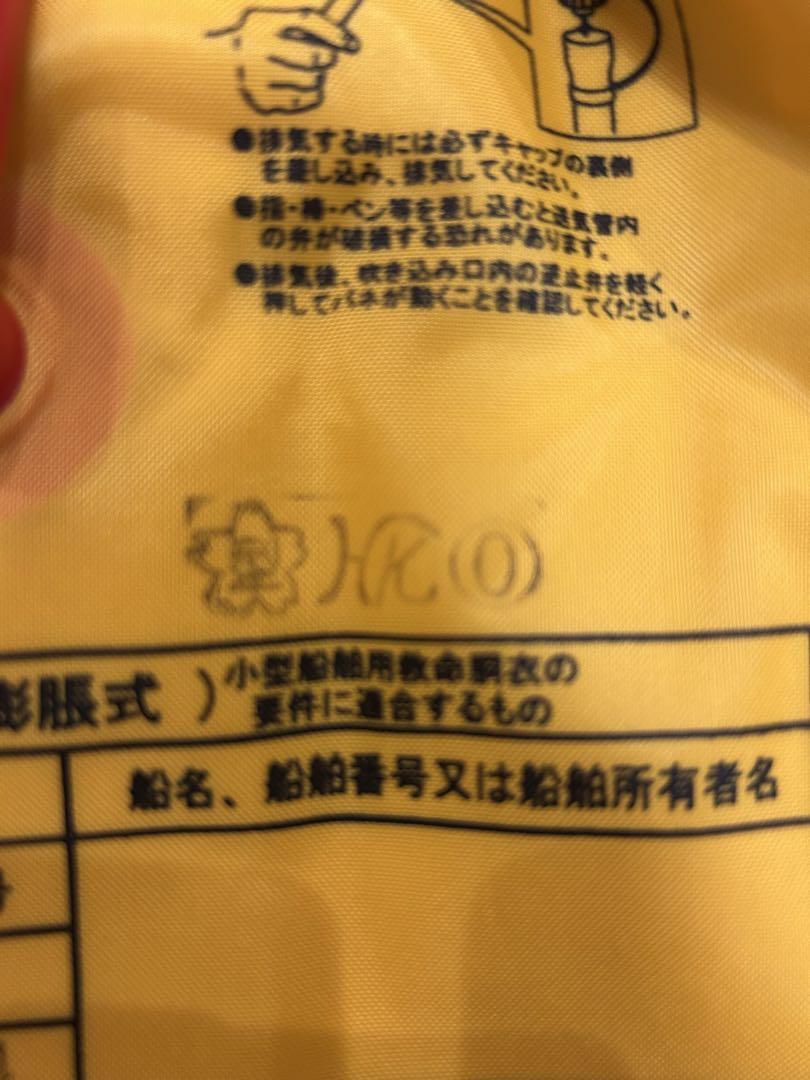 ●排気する時には必ずキャップの裏側
を差し込み、排気してください。
●指・棒・ペン等を差し込むと送気管内
の弁が破損する恐れがあります。
●排気後、吹き込み口内の逆止弁を軽く
押してバネが動くことを確認してください。
HK(O)
膨脹式 ) 小型船舶用救命胴衣の
要件に適合するもの
船名、船舶番号又は船舶所有者名